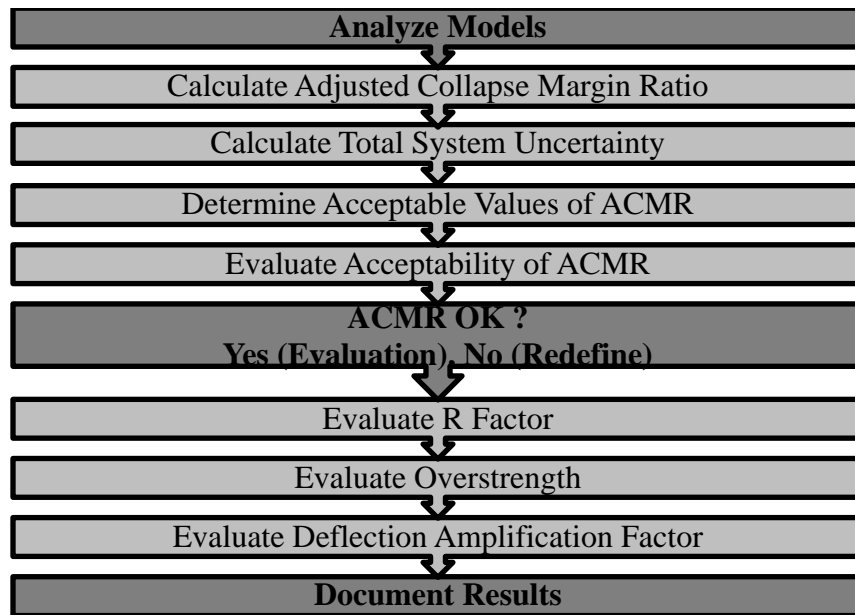 Analyze Models
Calculate Adjusted Collapse Margin Ratio
Calculate Total System Uncertainty
Determine Acceptable Values of ACMR
Evaluate Acceptability of ACMR
ACMR OK ?
Yes (Evaluation), No (Redefine)
Evaluate R Factor
Evaluate Overstrength
Evaluate Deflection Amplification Factor
Document Results